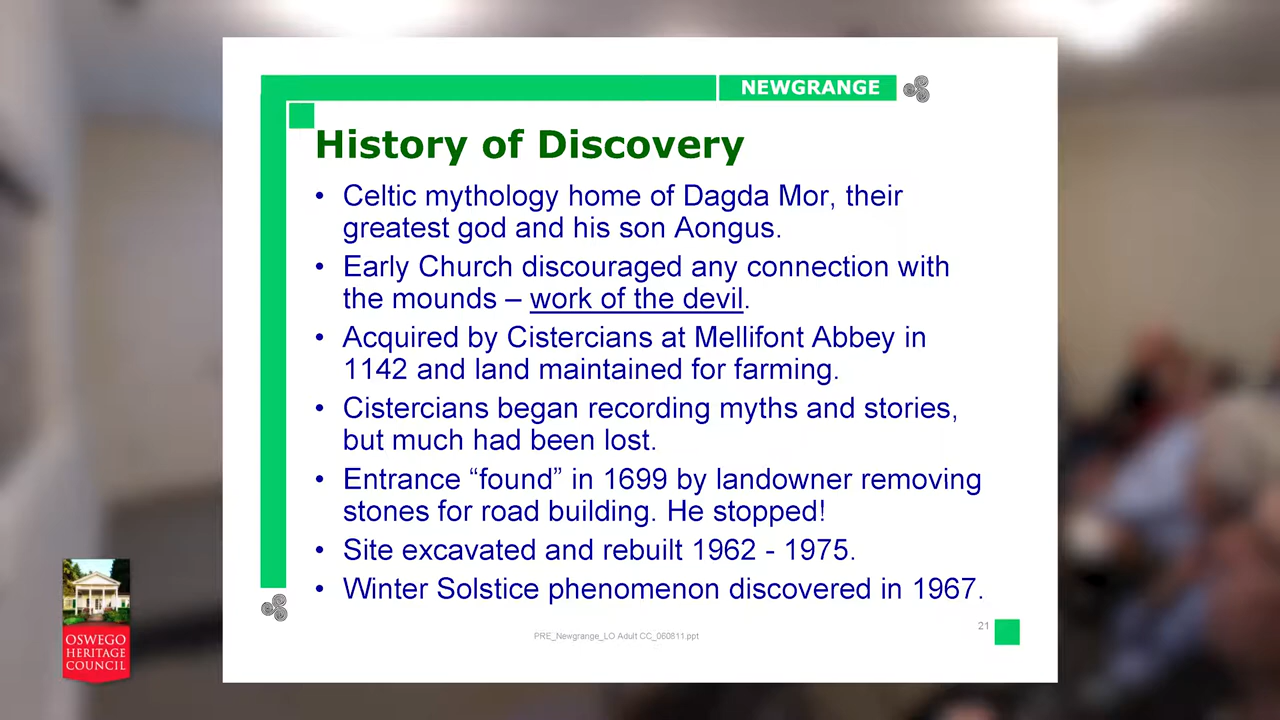 NEWGRANGE
History of Discovery
• Celtic mythology home of Dagda Mor, their
greatest god and his son Aongus.
• Early Church discouraged any connection with
the mounds – work of the devil.
• Acquired by Cistercians at Mellifont Abbey in
1142 and land maintained for farming.
• Cistercians began recording myths and stories,
but much had been lost.
• Entrance “found” in 1699 by landowner removing
stones for road building. He stopped!
• Site excavated and rebuilt 1962 - 1975.
• Winter Solstice phenomenon discovered in 1967.
21
PRE_Newgrange_LO Adult CC_060811.ppt
OSWEGO
HERITAGE
COUNCIL